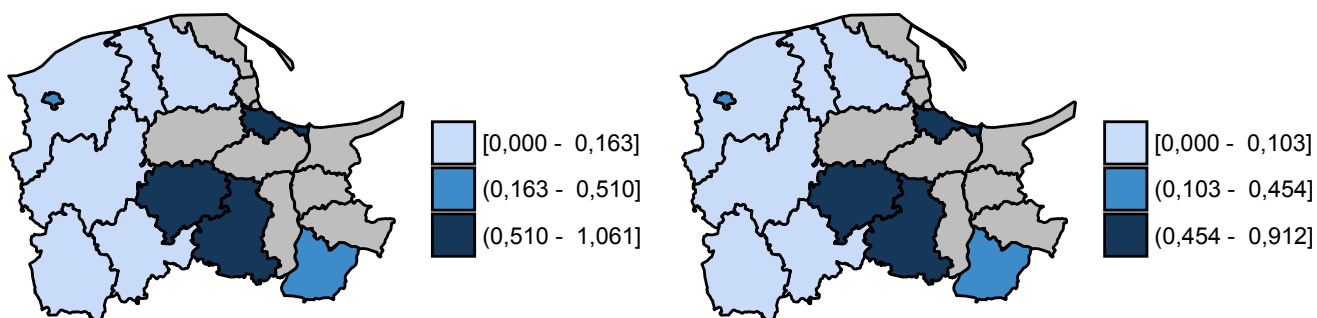 [0,000 - 0,163]
(0,163 - 0,510]
(0,510 - 1,061]
[0,000 - 0,103]
(0,103 - 0,454]
(0,454 - 0,912]